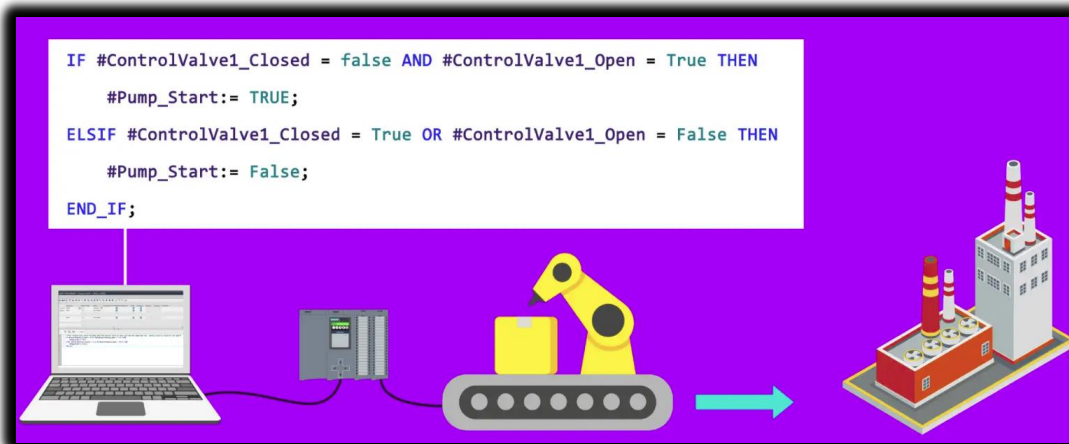 IF #ControlValve1_Closed = false AND #ControlValve1_Open = True THEN
#Pump_Start:= TRUE;
ELSIF #ControlValve1_Closed = True OR #ControlValve1_Open = False THEN
#Pump_Start:= False;
END_IF;